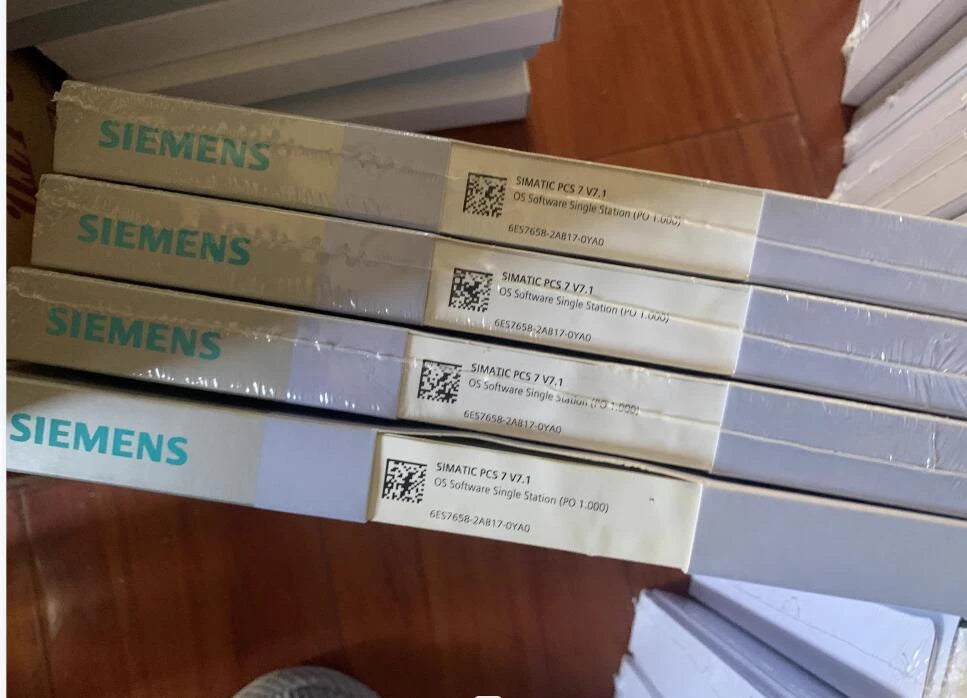 SIEMENS
SIMATIC PCS 7 V7.1
OS Software Single Station (PO 1.000)
6ES7658-2AB17-0YA0
SIEMENS
SIMATIC PCS 7 V7.1
OS Software Single Station (PO 1.000)
6ES7658-2AB17-0YA0
SIEMENS
SIMATIC PCS 7 V7.1
OS Software Single Station (PO 1.000)
6ES7658-2AB17-0YA0
SIEMENS
SIMATIC PCS 7 V7.1
OS Software Single Station (PO 1.000)
6ES7658-2AB17-0YA0